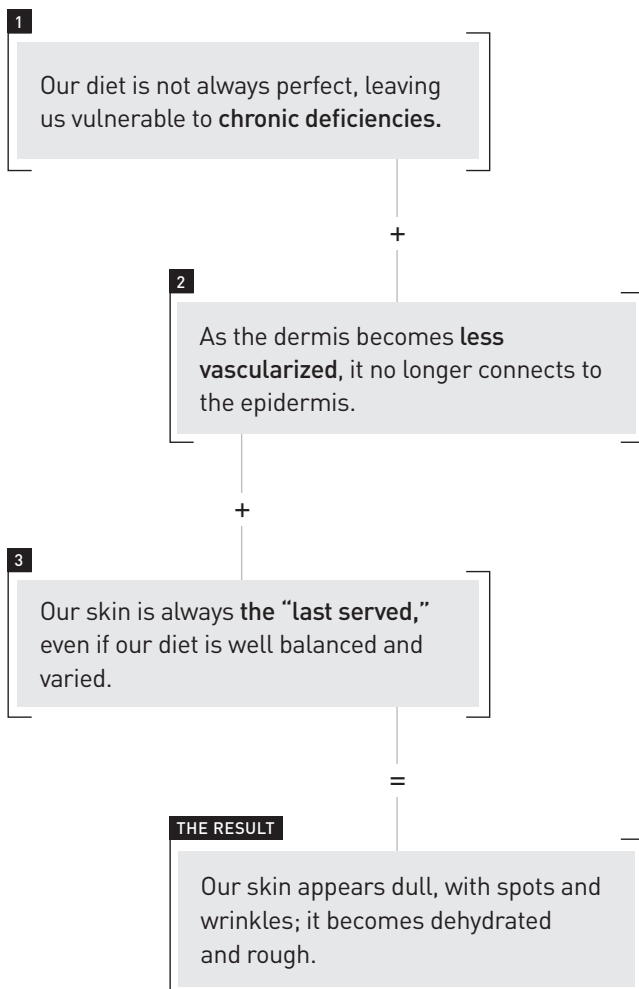 1
Our diet is not always perfect, leaving
us vulnerable to chronic deficiencies.
+
2
As the dermis becomes less
vascularized, it no longer connects to
the epidermis.
+
3
Our skin is always the “last served,”
even if our diet is well balanced and
varied.
=
THE RESULT
Our skin appears dull, with spots and
wrinkles; it becomes dehydrated
and rough.